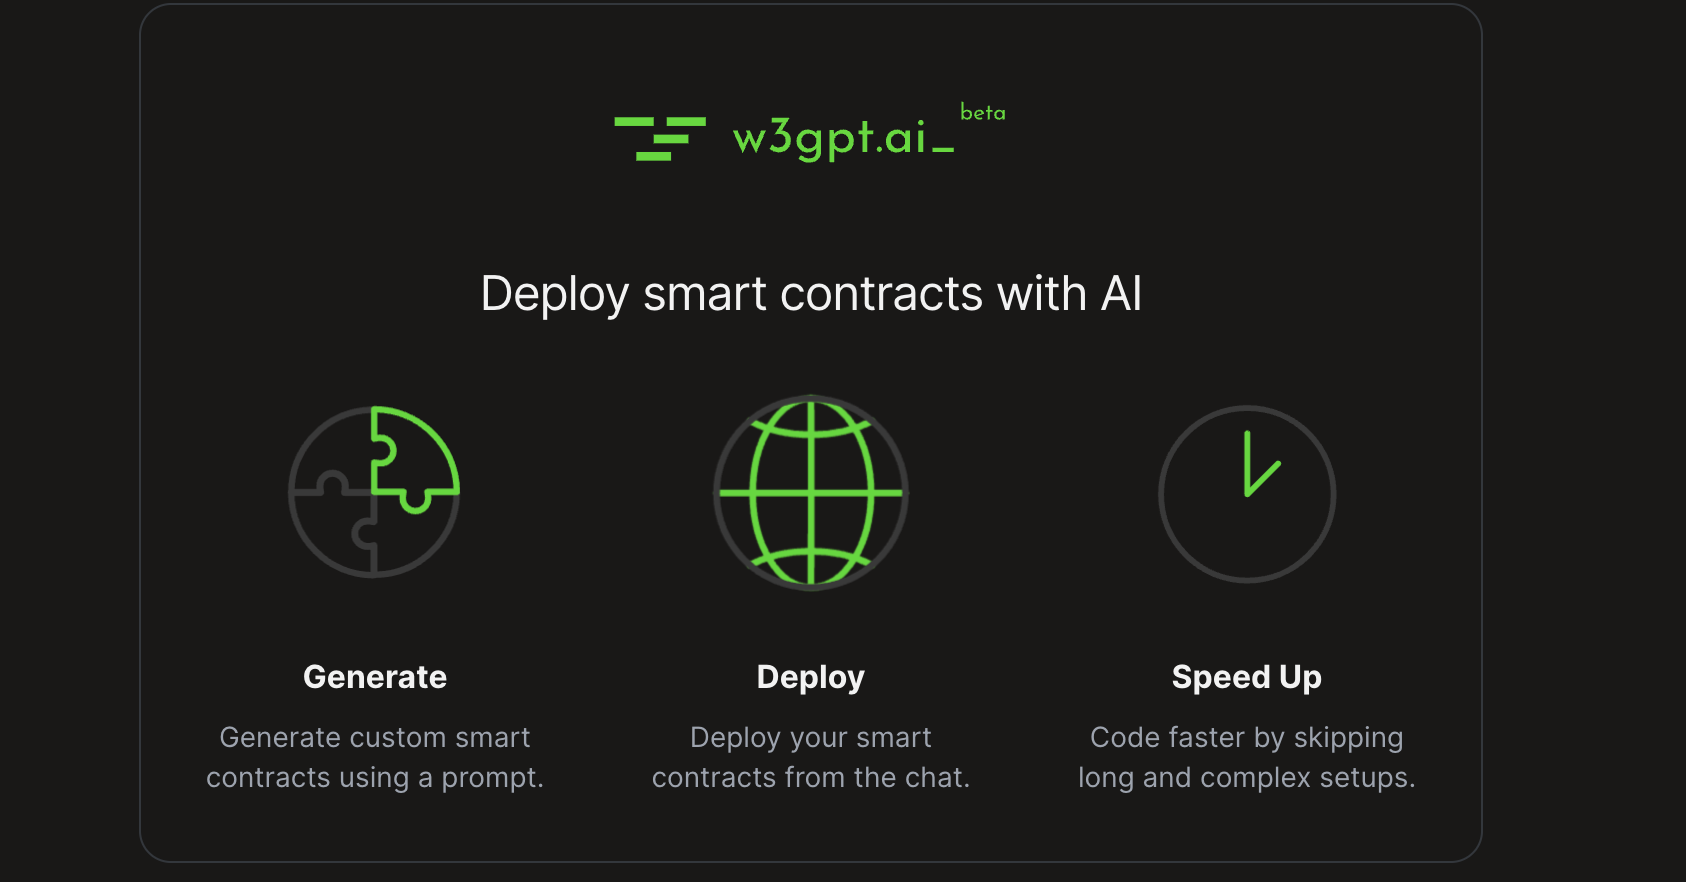 w3gpt.ai_ beta
Deploy smart contracts with AI
Generate
Generate custom smart
contracts using a prompt.
Deploy
Deploy your smart
contracts from the chat.
Speed Up
Code faster by skipping
long and complex setups.